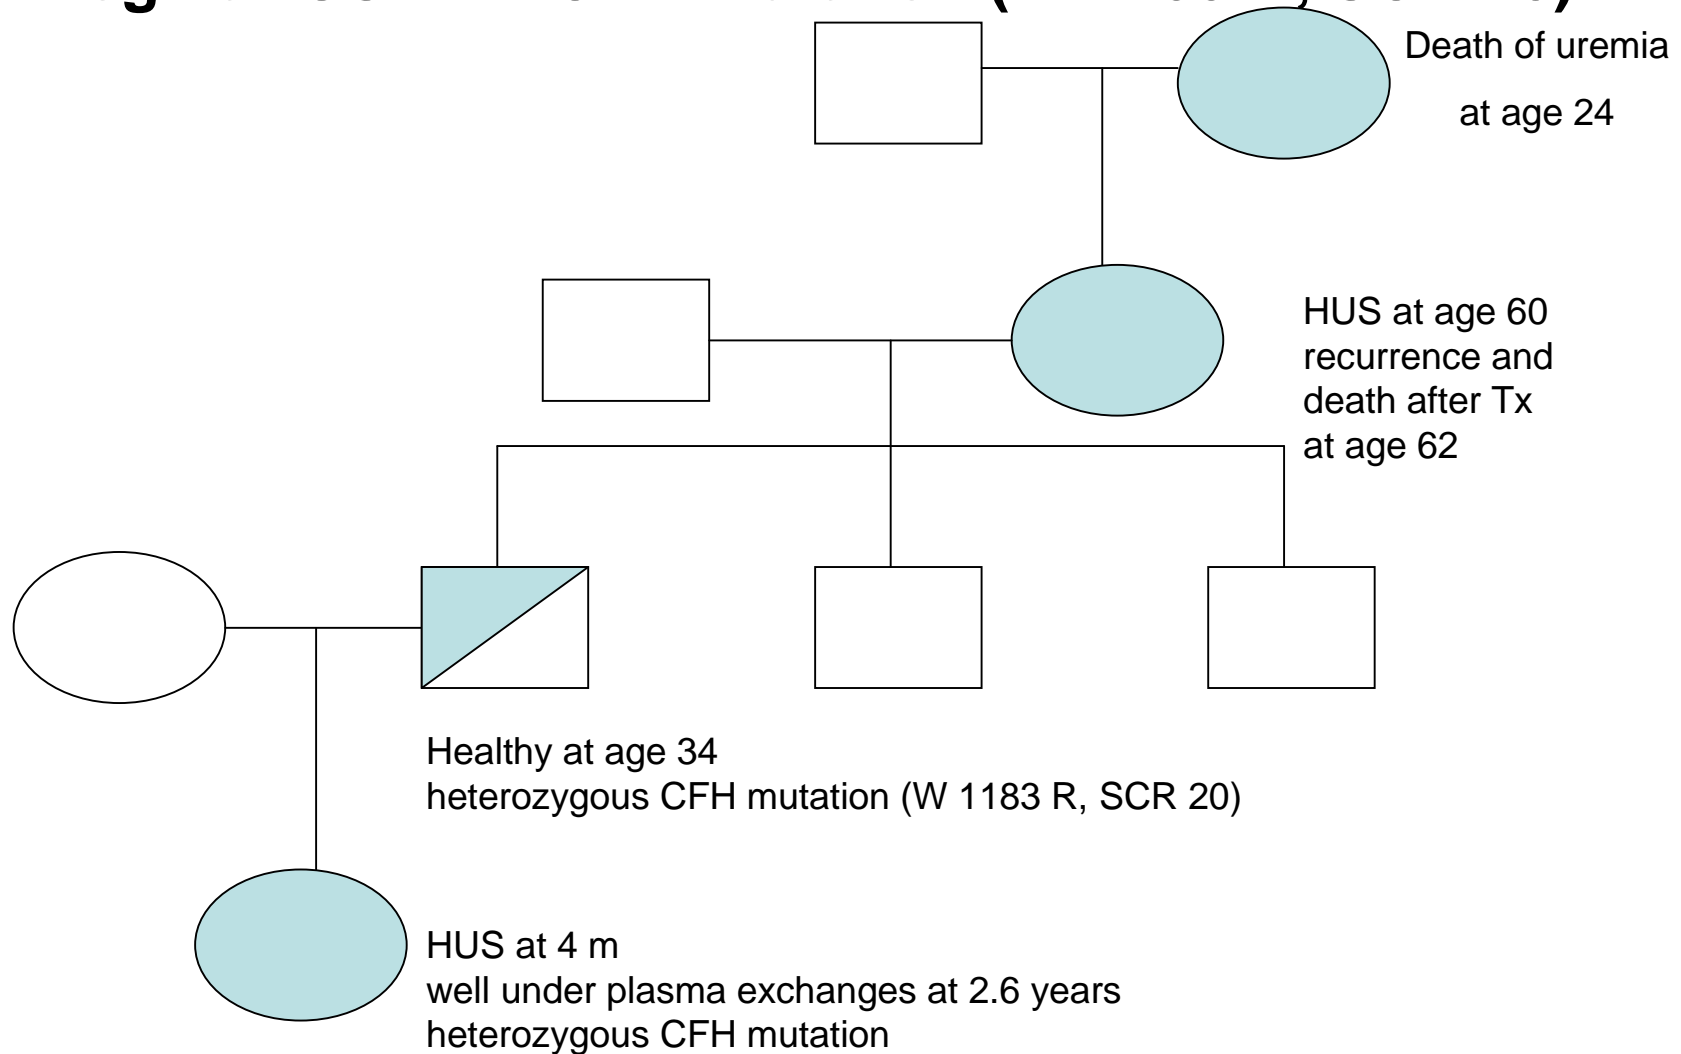 Death of uremia
at age 24
HUS at age 60
recurrence and
death after Tx
at age 62
Healthy at age 34
heterozygous CFH mutation (W 1183 R, SCR 20)
HUS at 4 m
well under plasma exchanges at 2.6 years
heterozygous CFH mutation